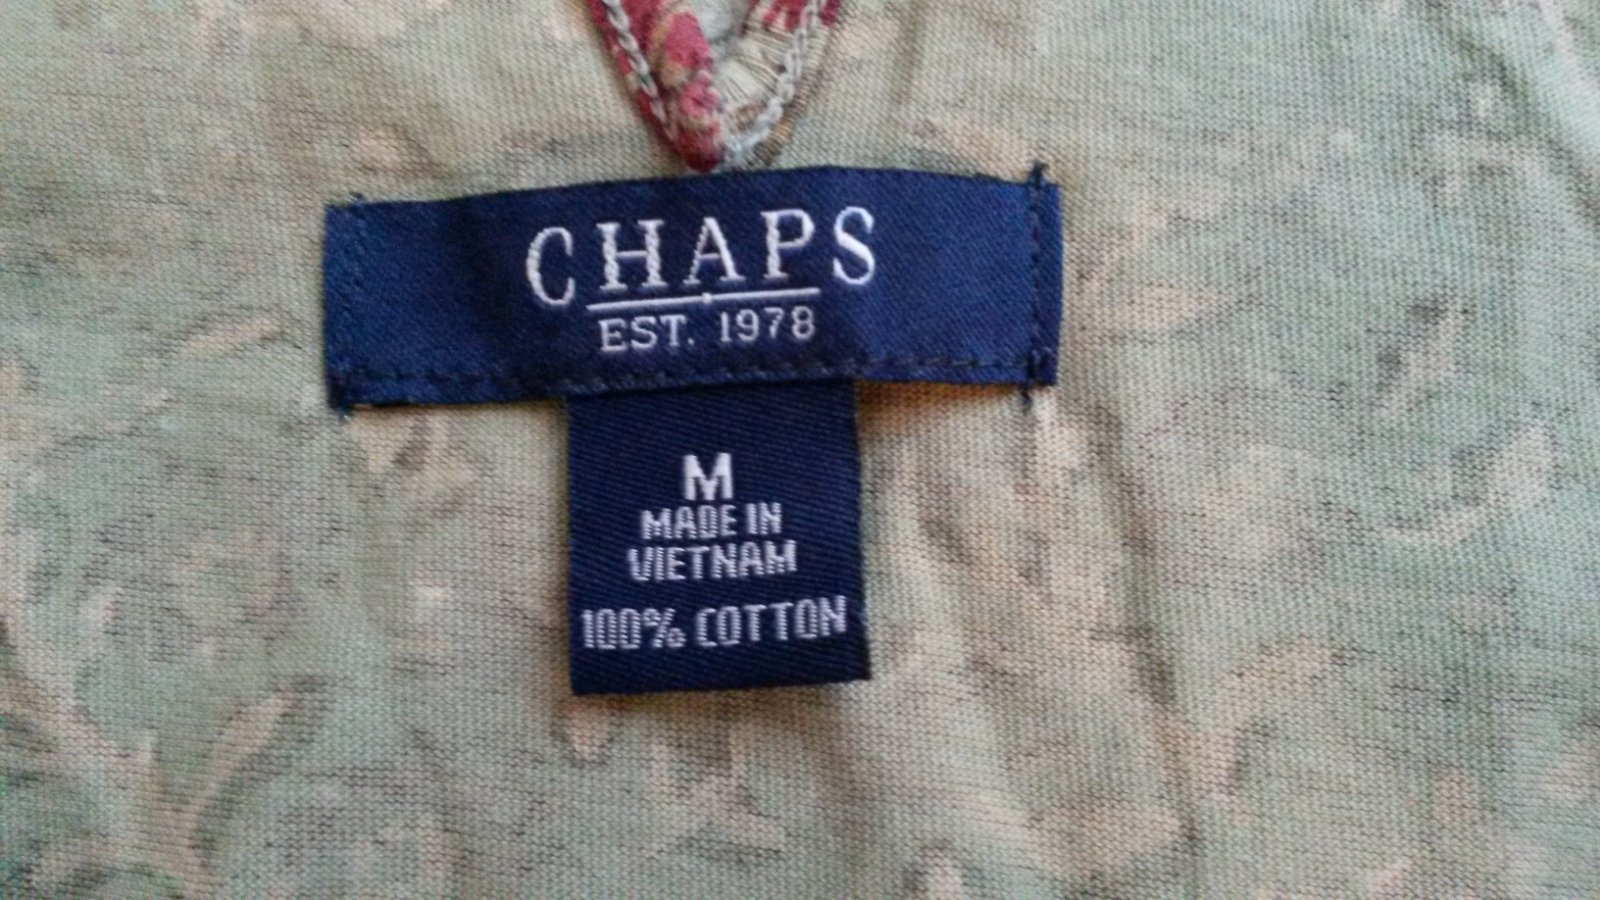 CHAPS
EST. 1978
M
MADE IN
VIETNAM
100% COTTON